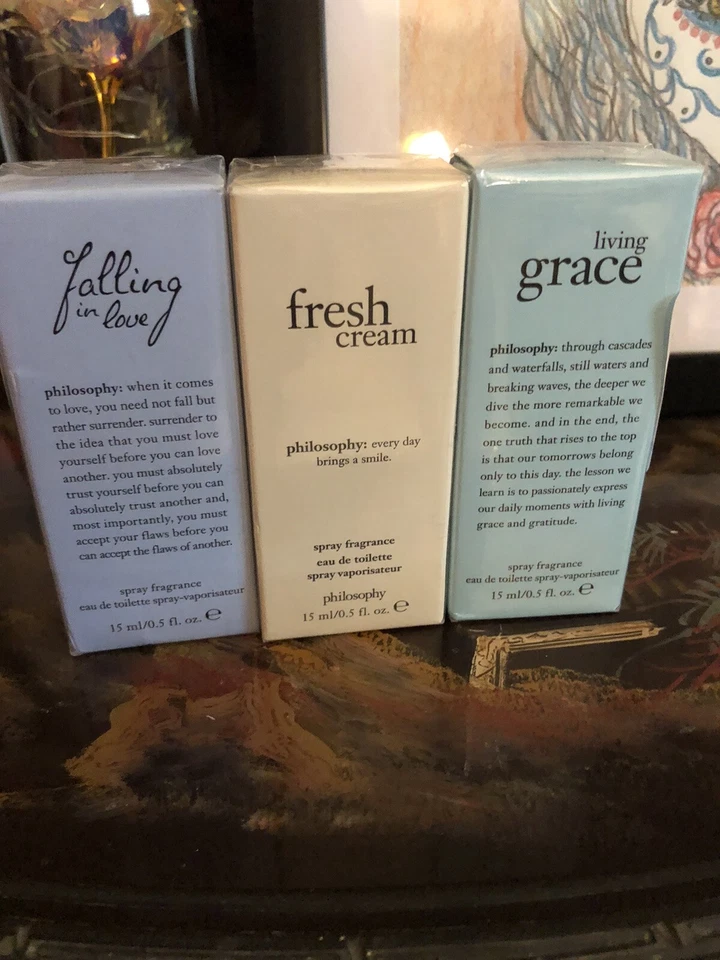 falling
in love
philosophy: when it comes
to love, you need not fall but
rather surrender. surrender to
the idea that you must love
yourself before you can love
another. you must absolutely
trust yourself before you can
absolutely trust another and,
most importantly, you must
accept your flaws before you
can accept the flaws of another.
spray fragrance
eau de toilette spray-vaporisateur
15 ml/0.5 fl. oz. ℮
fresh
cream
philosophy: every day
brings a smile.
spray fragrance
eau de toilette
spray vaporisateur
philosophy
15 ml/0.5 fl. oz. ℮
living
grace
philosophy: through cascades
and waterfalls, still waters and
breaking waves, the deeper we
dive the more remarkable we
become. and in the end, the
one truth that rises to the top
is that our tomorrows belong
only to this day. the lesson we
learn is to passionately express
our daily moments with living
grace and gratitude.
spray fragrance
eau de toilette spray-vaporisateur
15 ml/0.5 fl. oz. ℮